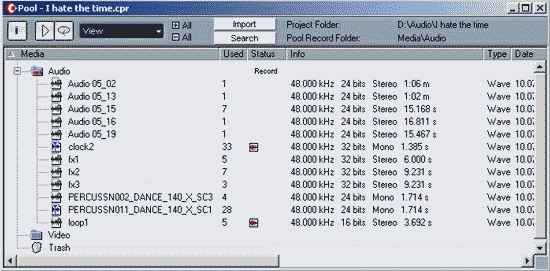 Pool - I hate the time.cpr
View All Import Project Folder: D:\Audio\I hate the time
All Search Pool Record Folder: Media\Audio
Media Used Status Info Type Date
Audio Record
Audio 05_02 1 48.000 kHz 24 bits Stereo 1:06 m Wave 10.07
Audio 05_13 1 48.000 kHz 24 bits Stereo 1:02 m Wave 10.07
Audio 05_15 7 48.000 kHz 24 bits Stereo 15.168 s Wave 10.07
Audio 05_16 1 48.000 kHz 24 bits Stereo 16.811 s Wave 10.07
Audio 05_19 1 48.000 kHz 24 bits Stereo 15.467 s Wave 10.07
clock2 33 48.000 kHz 32 bits Mono 1.385 s Wave 10.07
fx1 5 48.000 kHz 32 bits Stereo 6.000 s Wave 10.07
fx2 7 48.000 kHz 32 bits Stereo 9.231 s Wave 10.07
fx3 3 48.000 kHz 32 bits Stereo 9.231 s Wave 10.07
PERCUSSN002_DANCE_140_X_SC3 4 48.000 kHz 24 bits Mono 1.714 s Wave 10.07
PERCUSSN011_DANCE_140_X_SC1 28 48.000 kHz 24 bits Mono 1.714 s Wave 10.07
loop1 5 48.000 kHz 16 bits Stereo 3.692 s Wave 10.07
Video
Trash